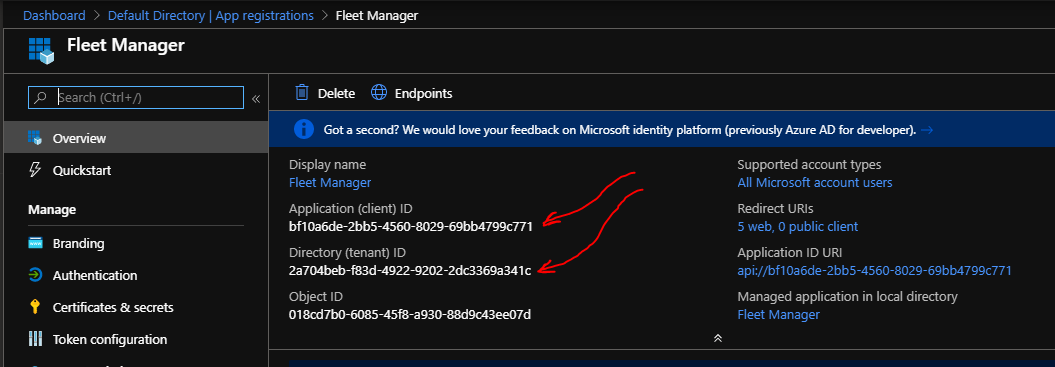 Dashboard > Default Directory | App registrations > Fleet Manager
Fleet Manager
Search (Ctrl+/)
«
Overview
Quickstart
Manage
Branding
Authentication
Certificates & secrets
Token configuration
Delete
Endpoints
Got a second? We would love your feedback on Microsoft identity platform (previously Azure AD for developer). →
Display name
Fleet Manager
Application (client) ID
bf10a6de-2bb5-4560-8029-69bb4799c771
Directory (tenant) ID
2a704beb-f83d-4922-9202-2dc3369a341c
Object ID
018cd7b0-6085-45f8-a930-88d9c43ee07d
Supported account types
All Microsoft account users
Redirect URIs
5 web, 0 public client
Application ID URI
api://bf10a6de-2bb5-4560-8029-69bb4799c771
Managed application in local directory
Fleet Manager